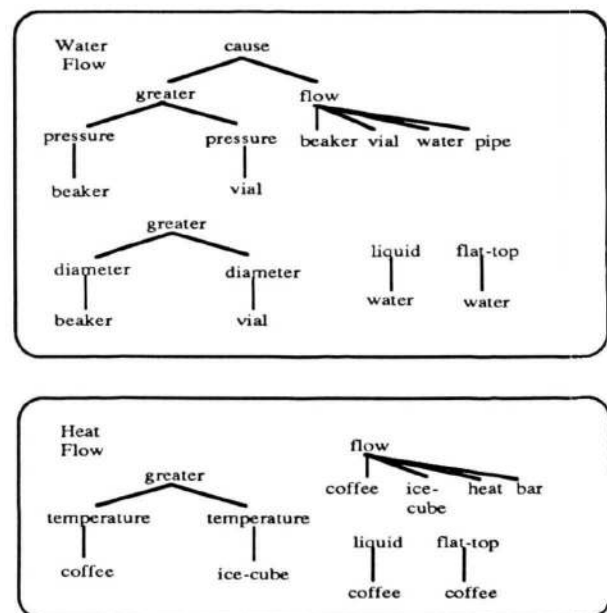 Water
Flow
cause
greater
flow
pressure
pressure
beaker vial water pipe
beaker
vial
greater
diameter
diameter
liquid
flat-top
beaker
vial
water
water
Heat
Flow
flow
greater
coffee
ice-
cube
heat
bar
temperature
temperature
liquid
flat-top
coffee
ice-cube
coffee
coffee